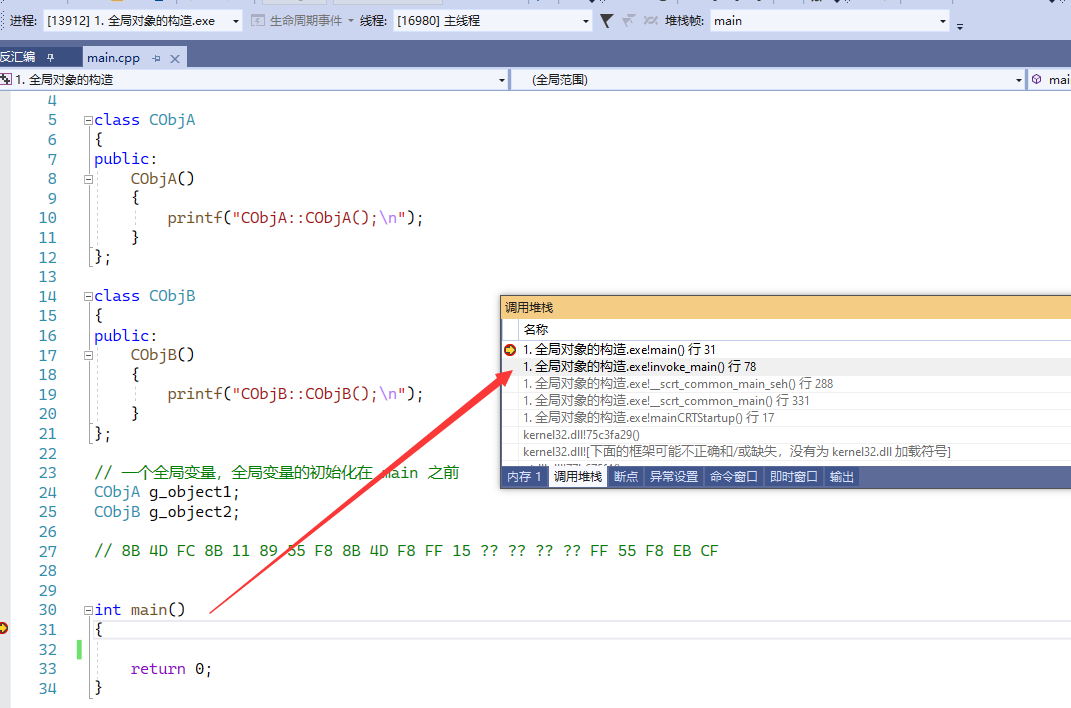 进程: [13912] 1. 全局对象的构造.exe 生命周期事件 线程: [16980] 主线程 堆栈帧: main
反汇编 main.cpp
1. 全局对象的构造 (全局范围) mai
4
5 class CObjA
6 {
7 public:
8 CObjA()
9 {
10 printf("CObjA::CObjA();\n");
11 }
12 };
13
14 class CObjB
15 {
16 public:
17 CObjB()
18 {
19 printf("CObjB::CObjB();\n");
20 }
21 };
22
23 // 一个全局变量，全局变量的初始化在 main 之前
24 CObjA g_object1;
25 CObjB g_object2;
26
27 // 8B 4D FC 8B 11 89 55 F8 8B 4D F8 FF 15 ?? ?? ?? ?? FF 55 F8 EB CF
28
29
30 int main()
31 {
32
33 return 0;
34 }
调用堆栈
名称
1. 全局对象的构造.exe!main() 行 31
1. 全局对象的构造.exe!invoke_main() 行 78
1. 全局对象的构造.exe!__scrt_common_main_seh() 行 288
1. 全局对象的构造.exe!__scrt_common_main() 行 331
1. 全局对象的构造.exe!mainCRTStartup() 行 17
kernel32.dll!75c3fa29()
kernel32.dll![下面的框架可能不正确和/或缺失，没有为 kernel32.dll 加载符号]
内存 1 调用堆栈 断点 异常设置 命令窗口 即时窗口 输出